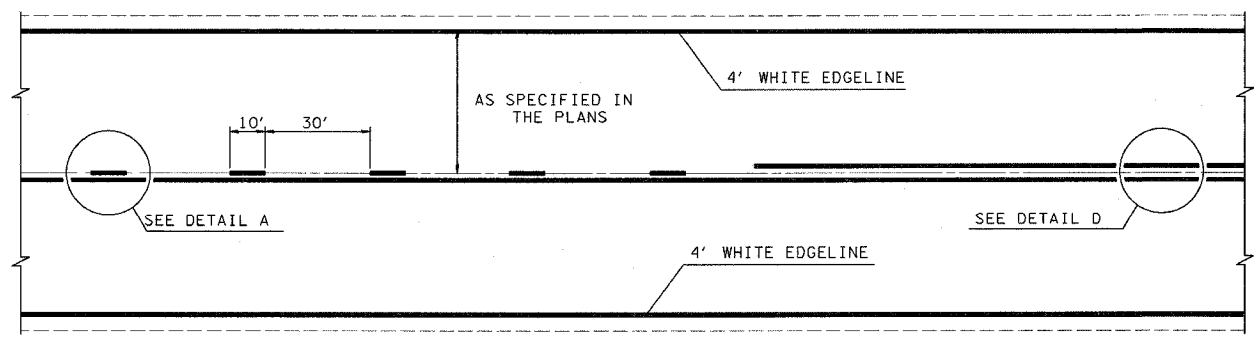 4' WHITE EDGELINE
AS SPECIFIED IN
THE PLANS
10'
30'
SEE DETAIL A
SEE DETAIL D
4' WHITE EDGELINE